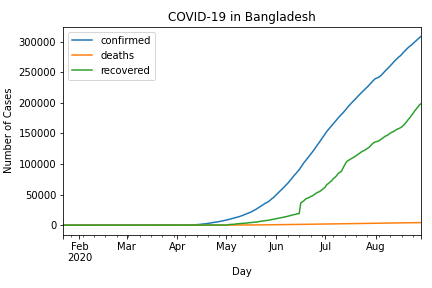 COVID-19 in Bangladesh
confirmed
deaths
recovered
Number of Cases
300000
250000
200000
150000
100000
50000
0
Feb Mar Apr May Jun Jul Aug
2020
Day